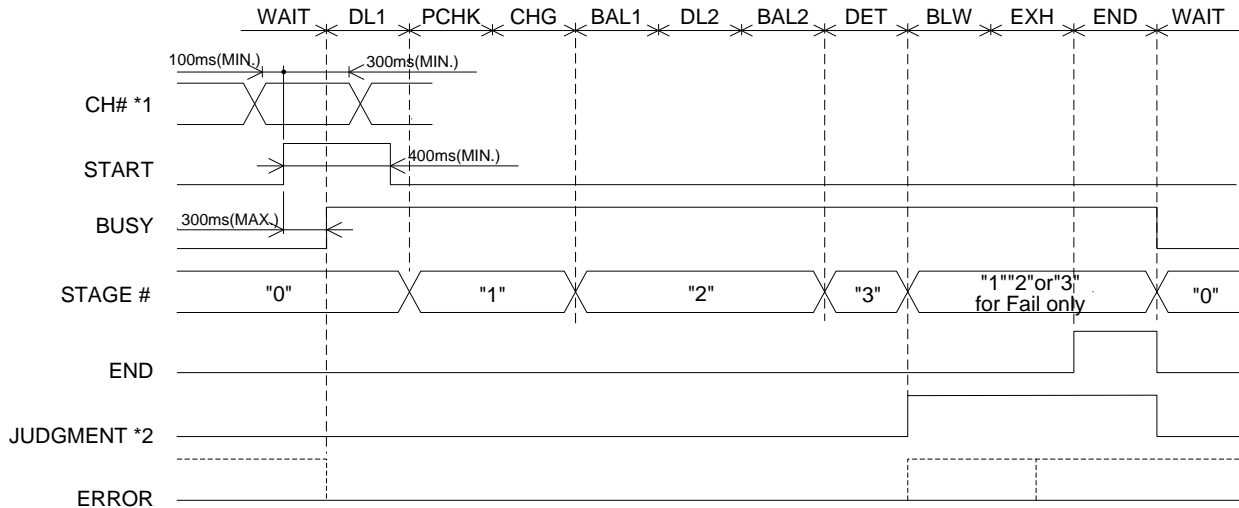 WAIT DL1 PCHK CHG BAL1 DL2 BAL2 DET BLW EXH END WAIT
100ms(MIN.) 300ms(MIN.)
CH# *1
400ms(MIN.)
START
300ms(MAX.)
BUSY
STAGE # "0" "1" "2" "3" "1""2"or"3" "0"
for Fail only
END
JUDGMENT *2
ERROR